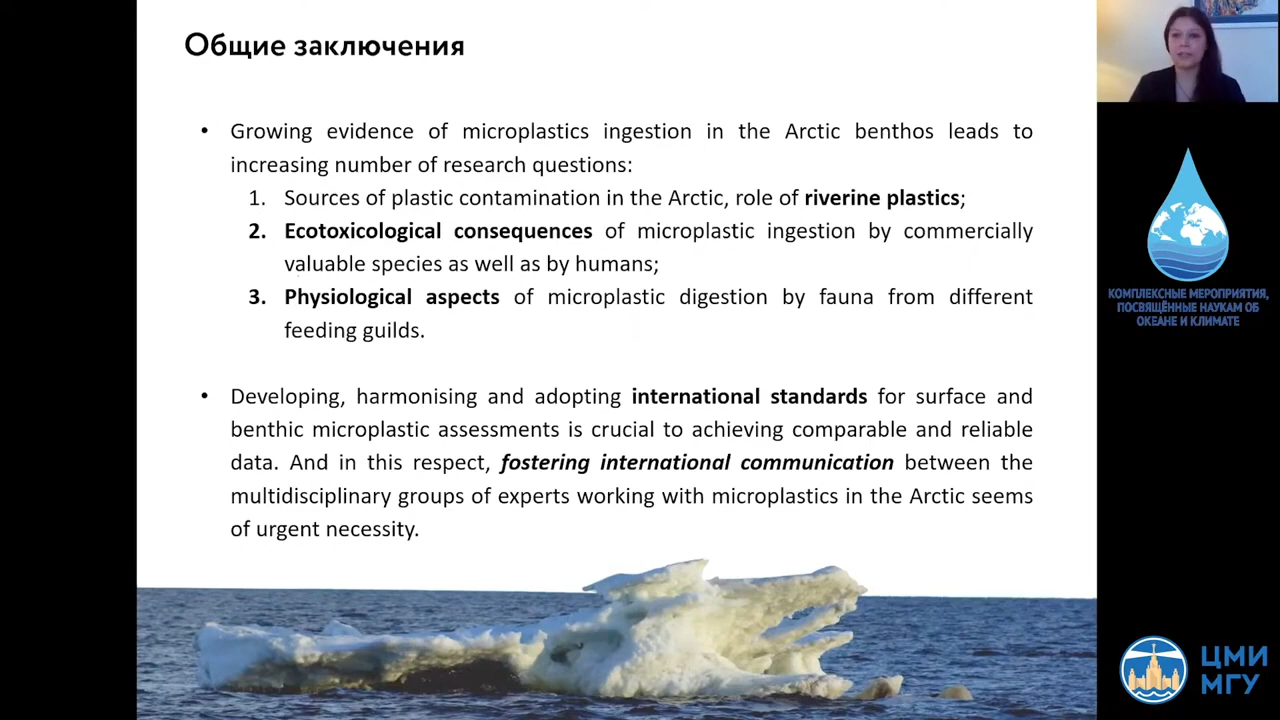 Общие заключения
• Growing evidence of microplastics ingestion in the Arctic benthos leads to
increasing number of research questions:
1. Sources of plastic contamination in the Arctic, role of riverine plastics;
2. Ecotoxicological consequences of microplastic ingestion by commercially
valuable species as well as by humans;
3. Physiological aspects of microplastic digestion by fauna from different
feeding guilds.
• Developing, harmonising and adopting international standards for surface and
benthic microplastic assessments is crucial to achieving comparable and reliable
data. And in this respect, fostering international communication between the
multidisciplinary groups of experts working with microplastics in the Arctic seems
of urgent necessity.
КОМПЛЕКСНЫЕ МЕРОПРИЯТИЯ,
ПОСВЯЩЁННЫЕ НАУКАМ ОБ
ОКЕАНЕ И КЛИМАТЕ
ЦМИ
МГУ